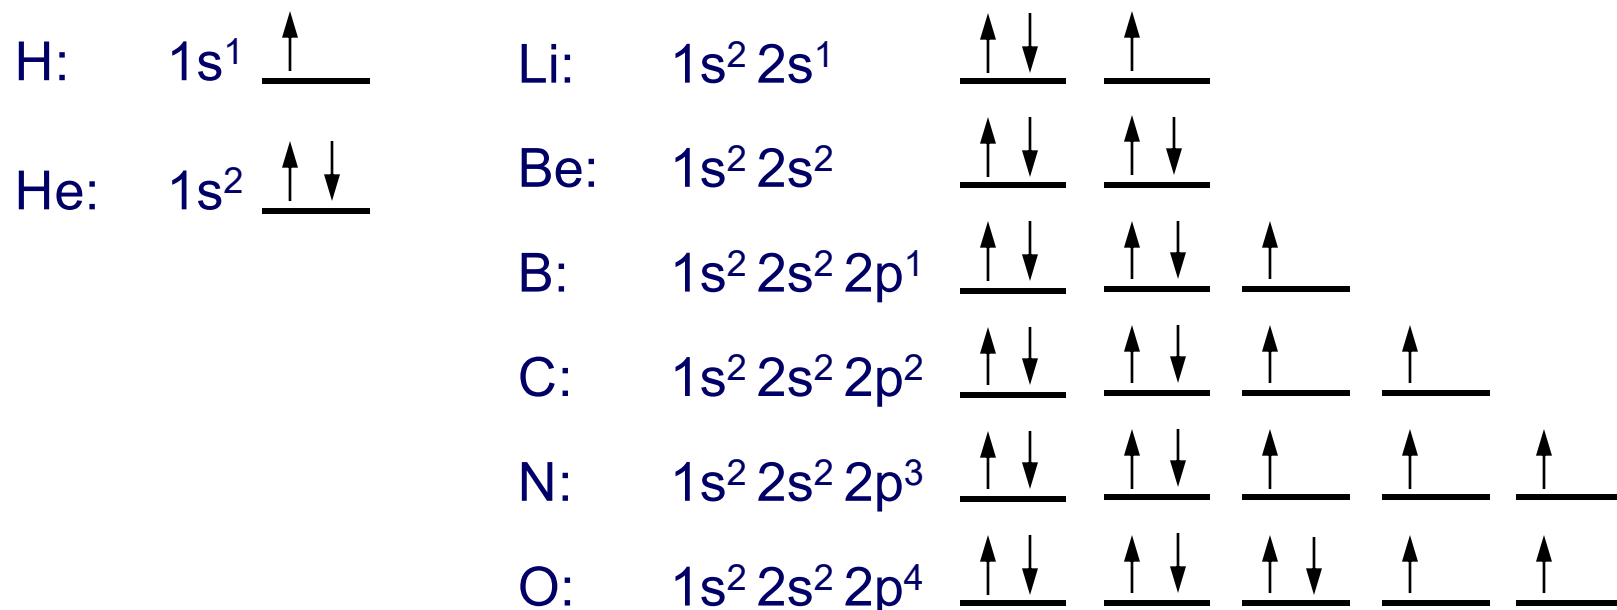 H: 1s¹
He: 1s²
Li: 1s² 2s¹
Be: 1s² 2s²
B: 1s² 2s² 2p¹
C: 1s² 2s² 2p²
N: 1s² 2s² 2p³
O: 1s² 2s² 2p⁴